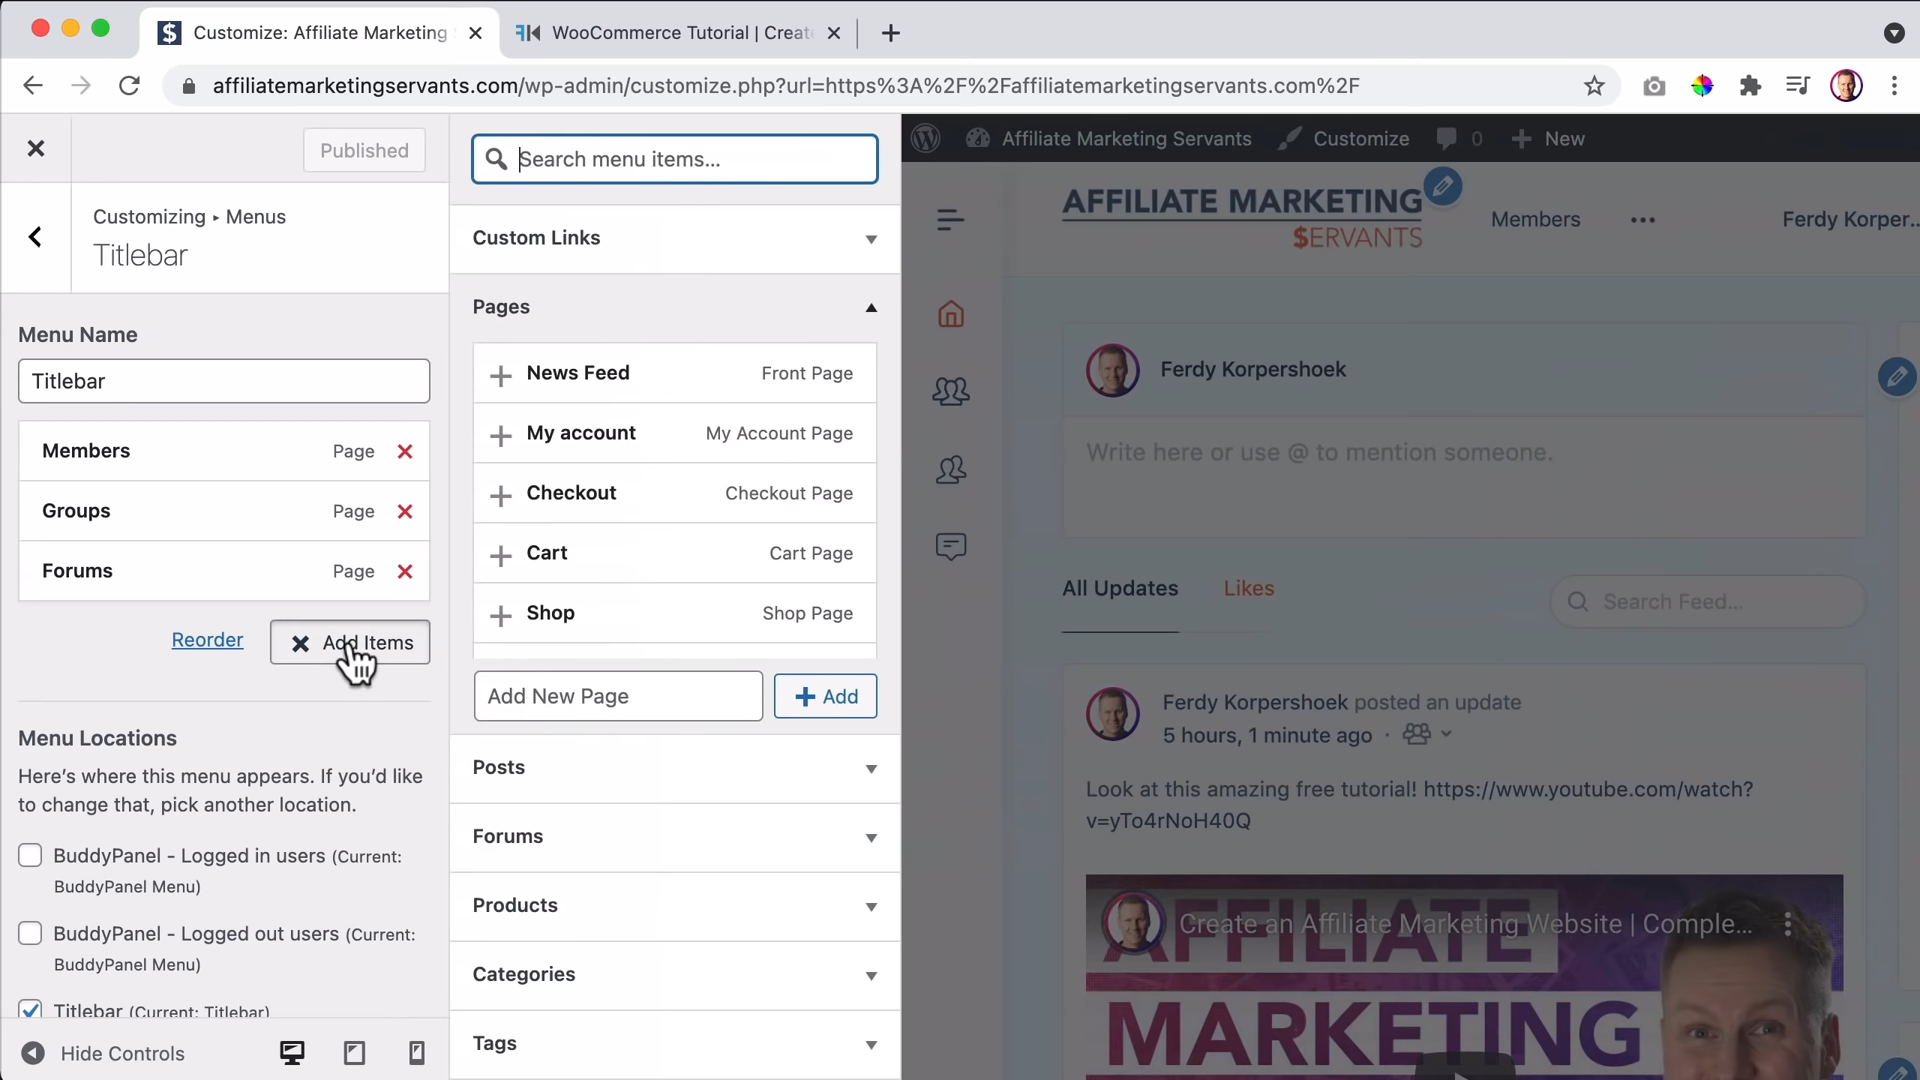 Customize: Affiliate Marketing
WooCommerce Tutorial | Creat
affiliatemarketingservants.com/wp-admin/customize.php?url=https%3A%2F%2Faffiliatemarketingservants.com%2F
Published
Customizing ▸ Menus
Titlebar
Menu Name
Titlebar
Members Page
Groups Page
Forums Page
Reorder
Add Items
Menu Locations
Here's where this menu appears. If you'd like
to change that, pick another location.
BuddyPanel - Logged in users (Current:
BuddyPanel Menu)
BuddyPanel - Logged out users (Current:
BuddyPanel Menu)
Titlebar (Current: Titlebar)
Hide Controls
Search menu items...
Custom Links
Pages
News Feed Front Page
My account My Account Page
Checkout Checkout Page
Cart Cart Page
Shop Shop Page
Add New Page
Add
Posts
Forums
Products
Categories
Tags
Affiliate Marketing Servants Customize 0 New
AFFILIATE MARKETING
$ERVANTS
Members
Ferdy Korper...
Ferdy Korpershoek
Write here or use @ to mention someone.
All Updates Likes
Search Feed...
Ferdy Korpershoek posted an update
5 hours, 1 minute ago
Look at this amazing free tutorial! https://www.youtube.com/watch?
v=yTo4rNoH40Q
Create an Affiliate Marketing Website | Comple...
AFFILIATE
MARKETING